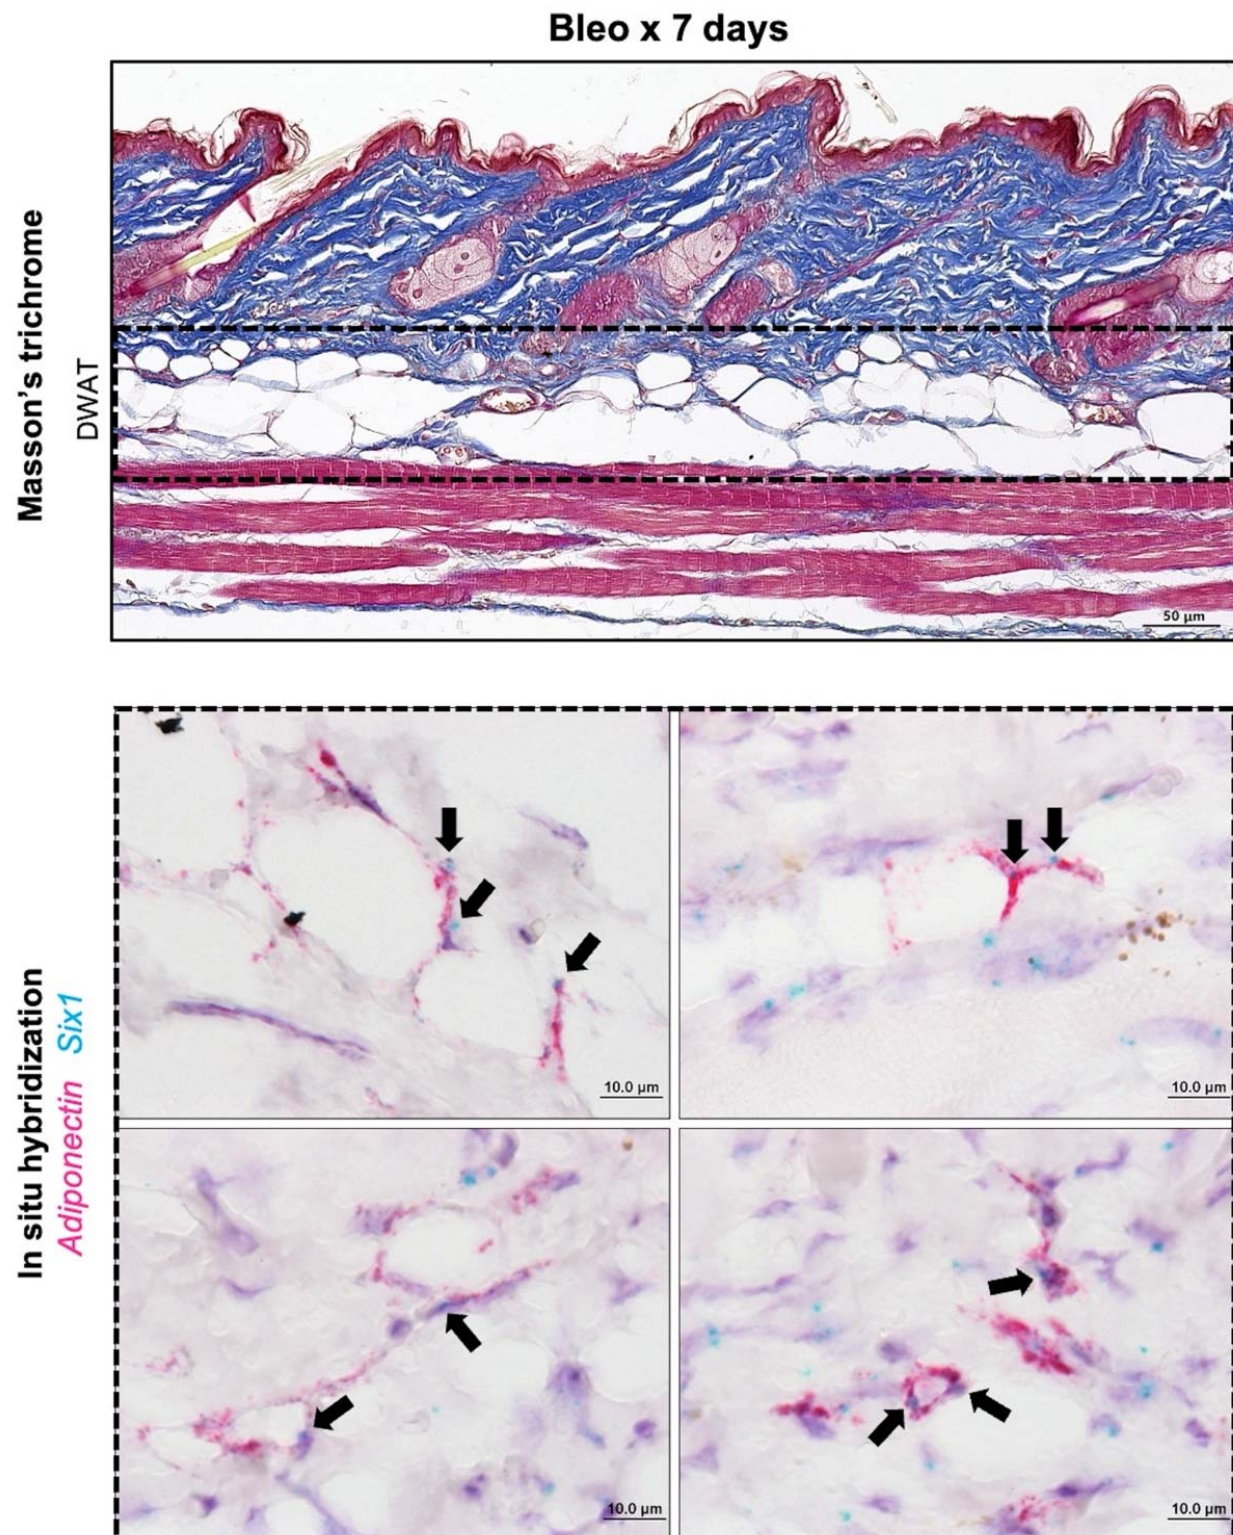 Bleo x 7 days
Masson's trichrome
DWAT
50 µm
In situ hybridization
Adiponectin Six1
10.0 µm
10.0 µm
10.0 µm
10.0 µm